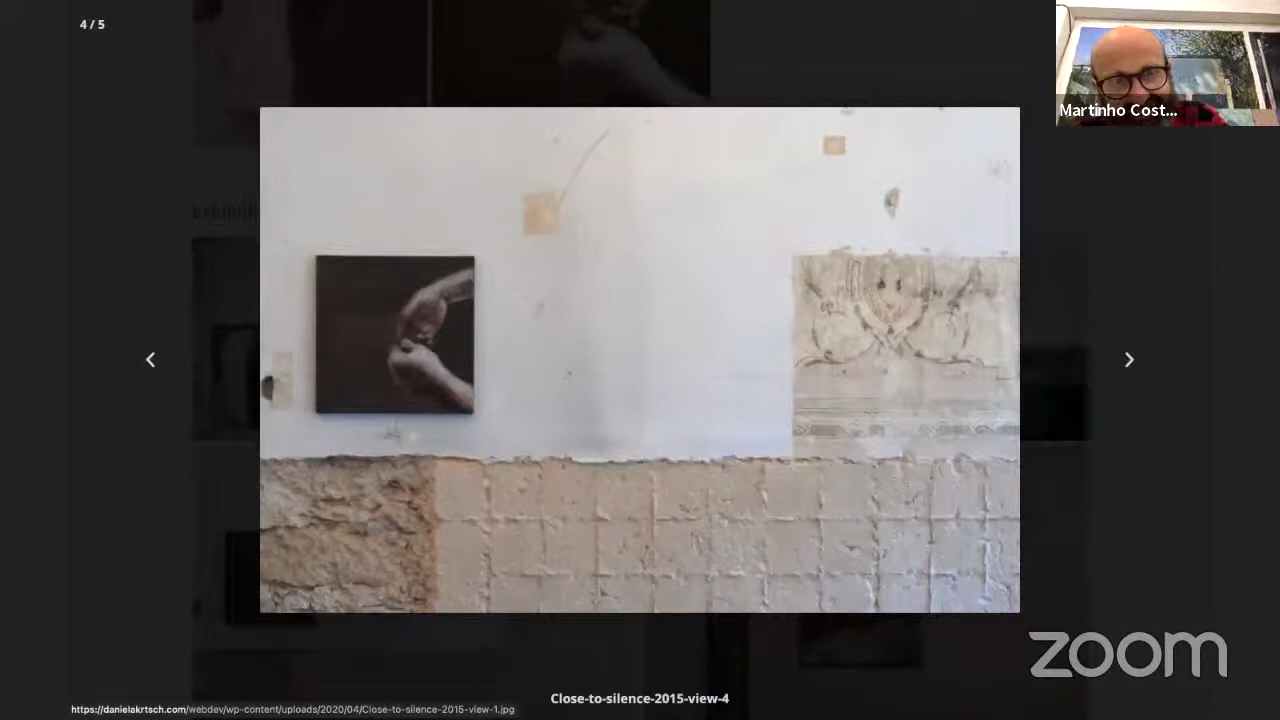 4 / 5
Martinho Cost...
zoom
Close-to-silence-2015-view-4
https://danielakrtsch.com/webdev/wp-content/uploads/2020/04/Close-to-silence-2015-view-1.jpg